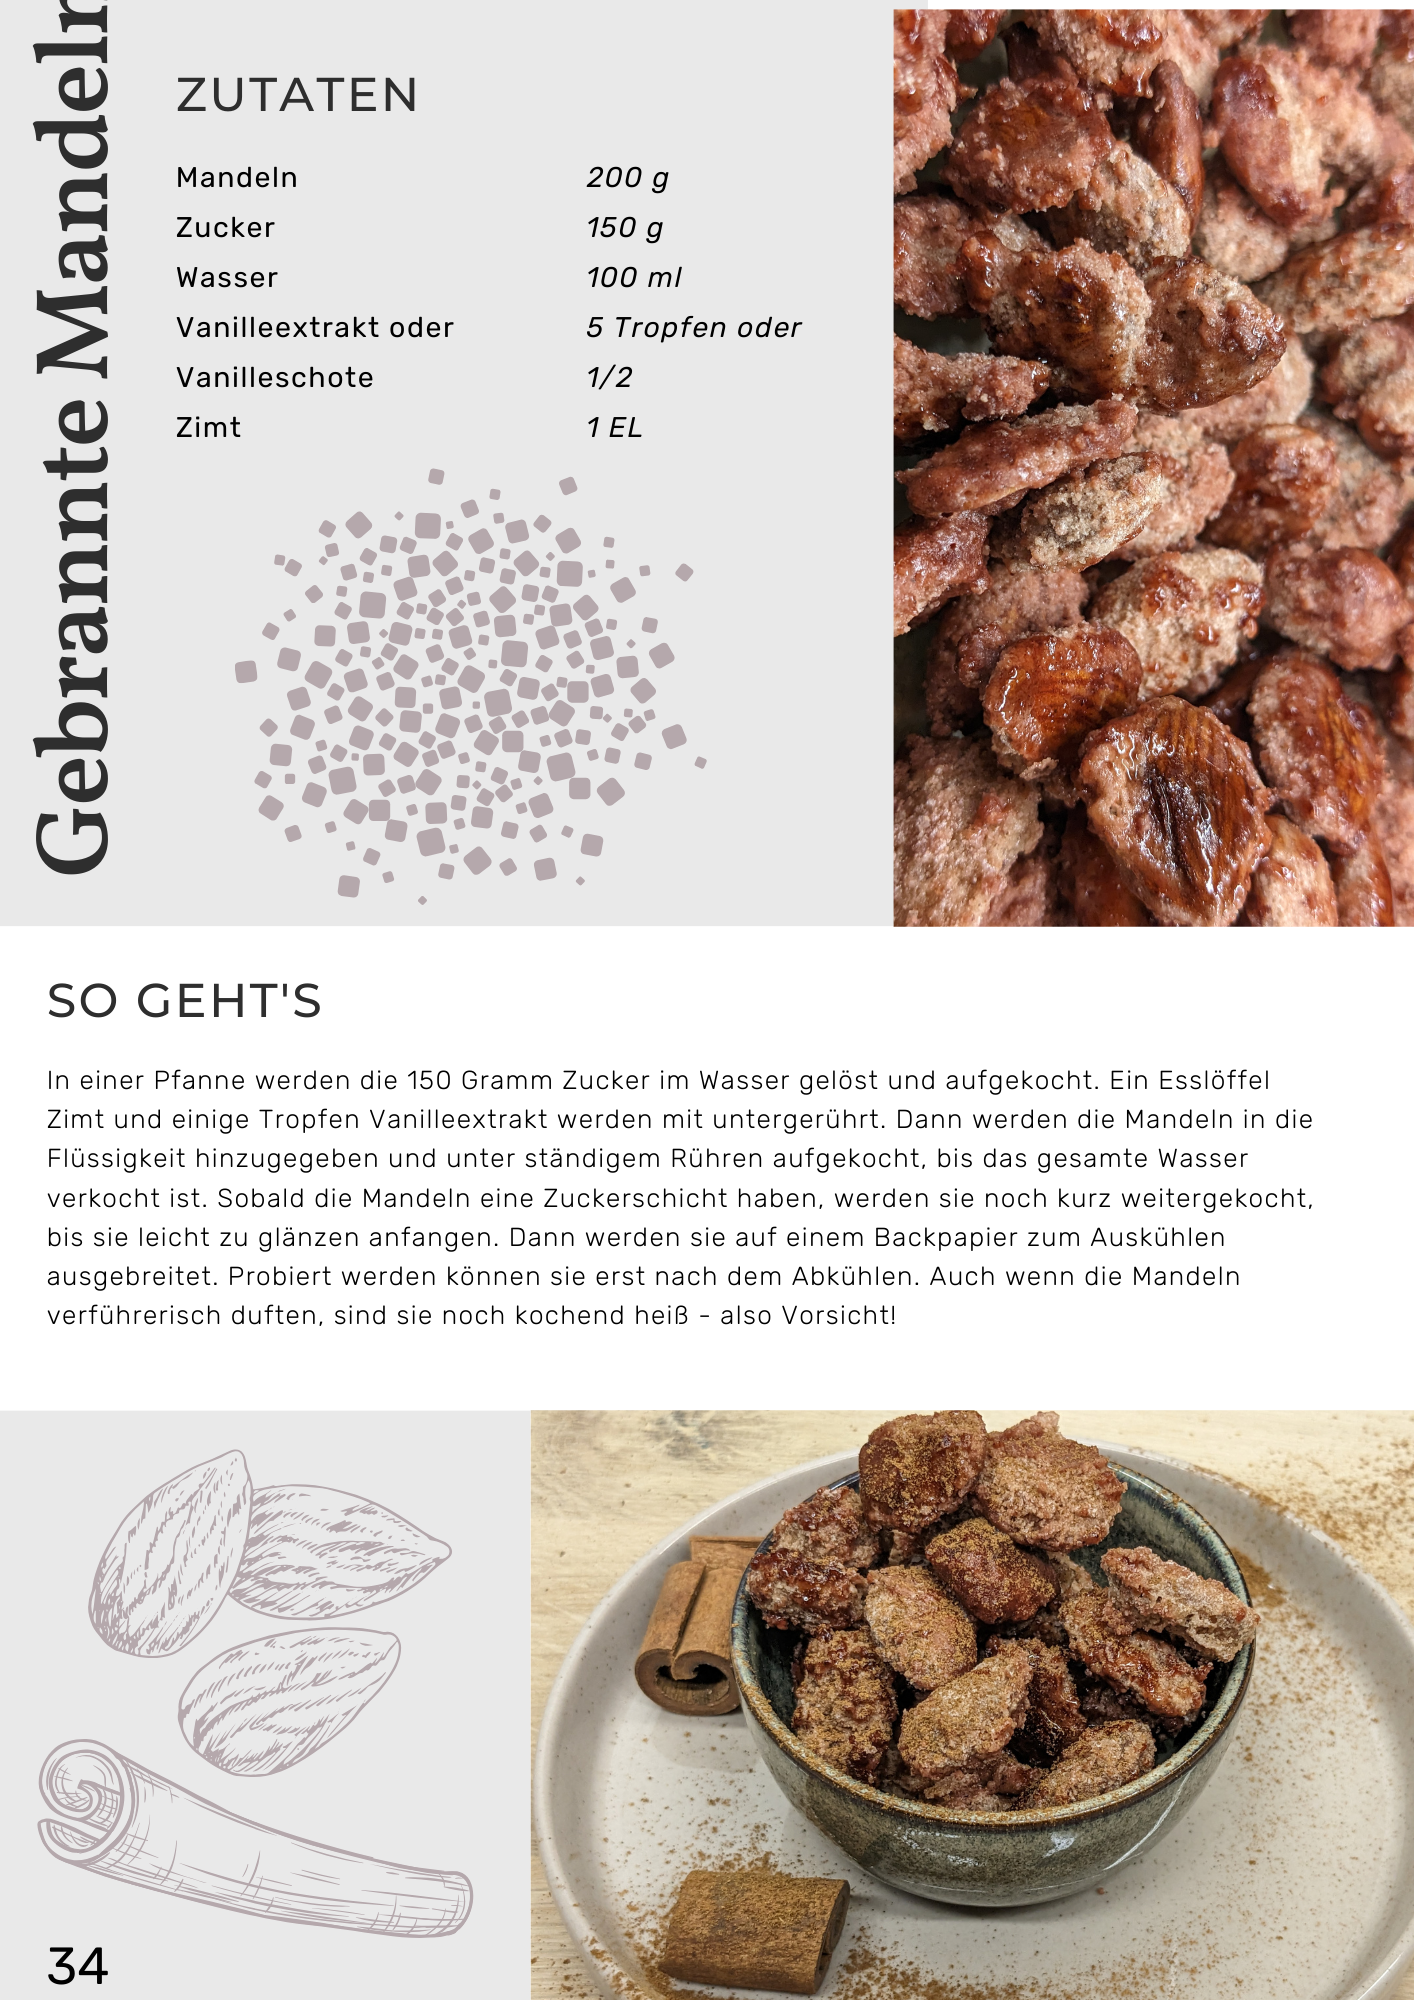 Gebrannte Mandeln
ZUTATEN
Mandeln 200 g
Zucker 150 g
Wasser 100 ml
Vanilleextrakt oder 5 Tropfen oder
Vanilleschote 1/2
Zimt 1 EL
SO GEHT'S
In einer Pfanne werden die 150 Gramm Zucker im Wasser gelöst und aufgekocht. Ein Esslöffel
Zimt und einige Tropfen Vanilleextrakt werden mit untergerührt. Dann werden die Mandeln in die
Flüssigkeit hinzugegeben und unter ständigem Rühren aufgekocht, bis das gesamte Wasser
verkocht ist. Sobald die Mandeln eine Zuckerschicht haben, werden sie noch kurz weitergekocht,
bis sie leicht zu glänzen anfangen. Dann werden sie auf einem Backpapier zum Auskühlen
ausgebreitet. Probiert werden können sie erst nach dem Abkühlen. Auch wenn die Mandeln
verführerisch duften, sind sie noch kochend heiß - also Vorsicht!
34